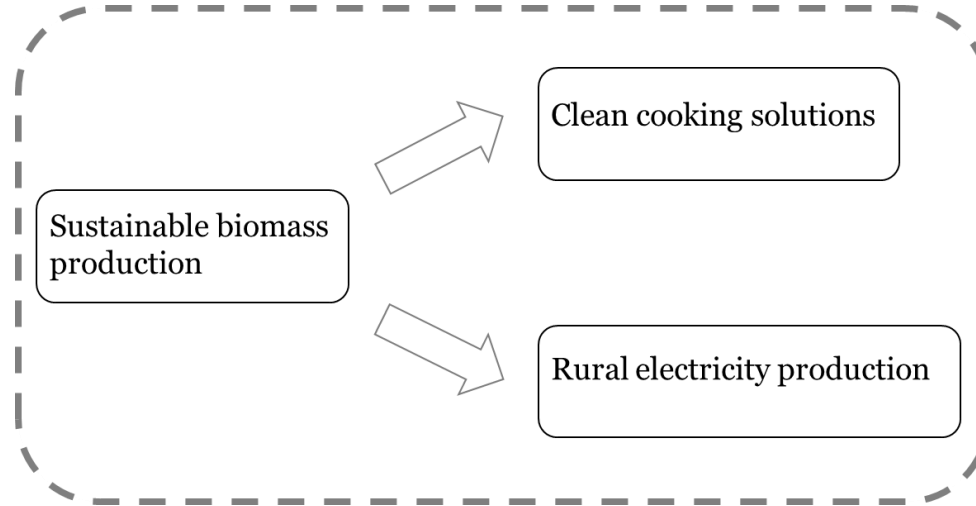 Clean cooking solutions
Sustainable biomass
production
Rural electricity production